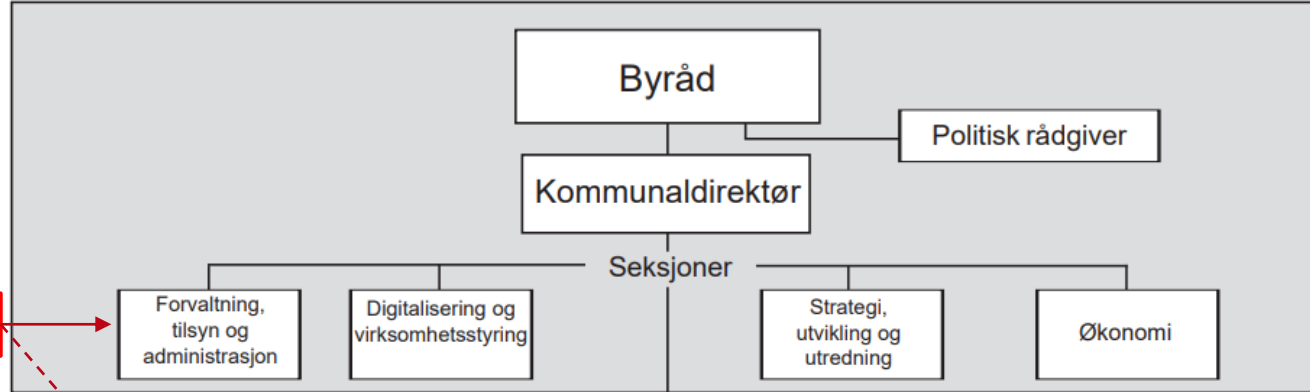 Byråd
Politisk rådgiver
Kommunaldirektør
Seksjoner
Forvaltning,
tilsyn og
administrasjon
Digitalisering og
virksomhetsstyring
Strategi,
utvikling og
utredning
Økonomi